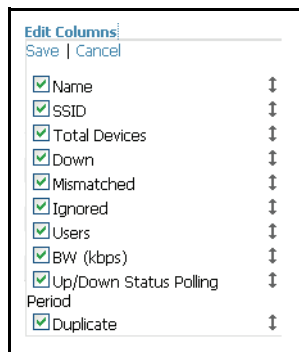 Edit Columns
Save | Cancel
Name
SSID
Total Devices
Down
Mismatched
Ignored
Users
BW (kbps)
Up/Down Status Polling
Period
Duplicate